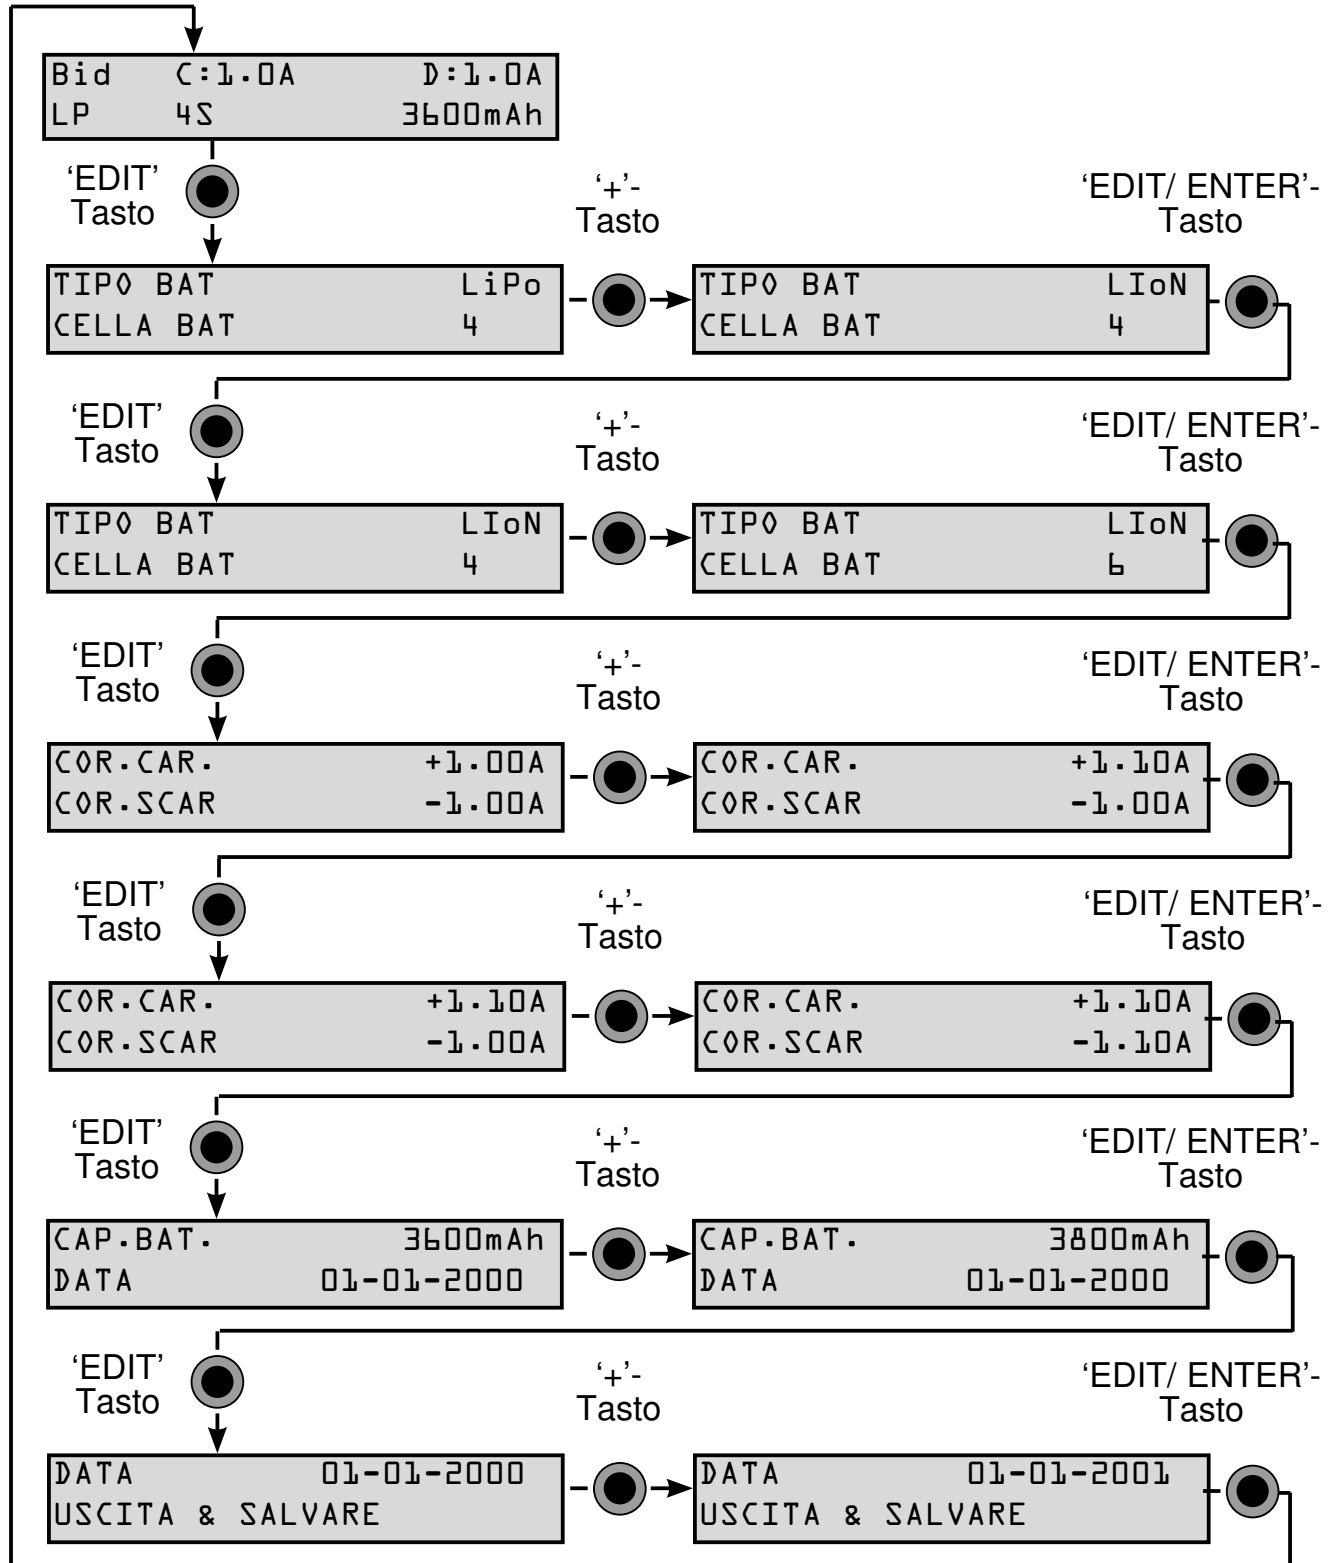 Bid C:1.0A D:1.0A
LP 4S 3600mAh
‘EDIT’ ‘+’- ‘EDIT/ ENTER’-
Tasto Tasto Tasto
TIPO BAT LiPo TIPO BAT LIoN
CELLA BAT 4 CELLA BAT 4
‘EDIT’ ‘+’- ‘EDIT/ ENTER’-
Tasto Tasto Tasto
TIPO BAT LIoN TIPO BAT LIoN
CELLA BAT 4 CELLA BAT 6
‘EDIT’ ‘+’- ‘EDIT/ ENTER’-
Tasto Tasto Tasto
COR.CAR. +1.00A COR.CAR. +1.10A
COR.SCAR -1.00A COR.SCAR -1.00A
‘EDIT’ ‘+’- ‘EDIT/ ENTER’-
Tasto Tasto Tasto
COR.CAR. +1.10A COR.CAR. +1.10A
COR.SCAR -1.00A COR.SCAR -1.10A
‘EDIT’ ‘+’- ‘EDIT/ ENTER’-
Tasto Tasto Tasto
CAP.BAT. 3600mAh CAP.BAT. 3800mAh
DATA 01-01-2000 DATA 01-01-2000
‘EDIT’ ‘+’- ‘EDIT/ ENTER’-
Tasto Tasto Tasto
DATA 01-01-2000 DATA 01-01-2001
USCITA & SALVARE USCITA & SALVARE